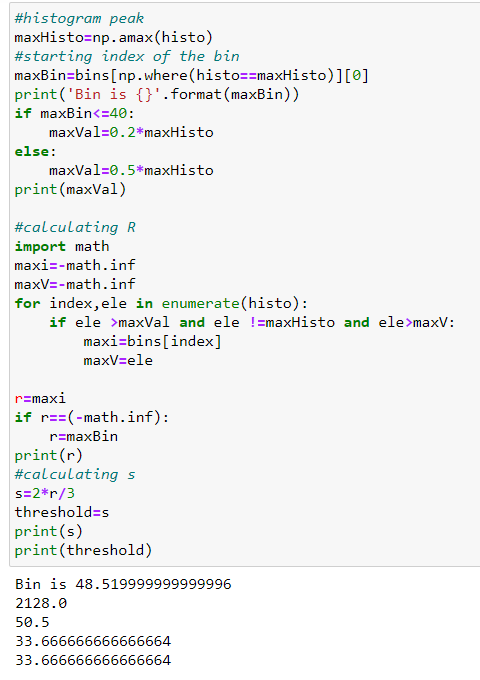 #histogram peak
maxHisto=np.amax(histo)
#starting index of the bin
maxBin=bins[np.where(histo==maxHisto)][0]
print('Bin is {}'.format(maxBin))
if maxBin<=40:
    maxVal=0.2*maxHisto
else:
    maxVal=0.5*maxHisto
print(maxVal)

#calculating R
import math
maxi=-math.inf
maxV=-math.inf
for index,ele in enumerate(histo):
    if ele >maxVal and ele !=maxHisto and ele>maxV:
        maxi=bins[index]
        maxV=ele

r=maxi
if r==(-math.inf):
    r=maxBin
print(r)
#calculating s
s=2*r/3
threshold=s
print(s)
print(threshold)

Bin is 48.519999999999996
2128.0
50.5
33.666666666666664
33.666666666666664